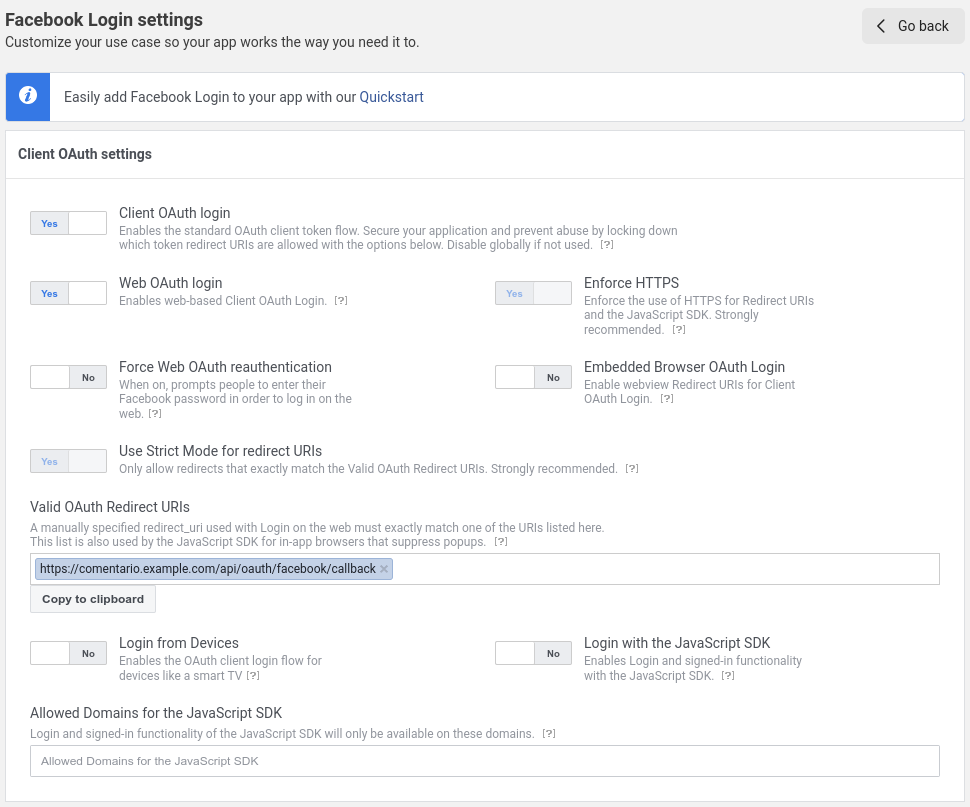 Facebook Login settings
Go back
Customize your use case so your app works the way you need it to.
Easily add Facebook Login to your app with our Quickstart
Client OAuth settings
Yes
Client OAuth login
Enables the standard OAuth client token flow. Secure your application and prevent abuse by locking down
which token redirect URIs are allowed with the options below. Disable globally if not used. [?]
Yes
Web OAuth login
Enables web-based Client OAuth Login. [?]
Yes
Enforce HTTPS
Enforce the use of HTTPS for Redirect URIs
and the JavaScript SDK. Strongly
recommended. [?]
No
Force Web OAuth reauthentication
When on, prompts people to enter their
Facebook password in order to log in on the
web. [?]
No
Embedded Browser OAuth Login
Enable webview Redirect URIs for Client
OAuth Login. [?]
Yes
Use Strict Mode for redirect URIs
Only allow redirects that exactly match the Valid OAuth Redirect URIs. Strongly recommended. [?]
Valid OAuth Redirect URIs
A manually specified redirect_uri used with Login on the web must exactly match one of the URIs listed here.
This list is also used by the JavaScript SDK for in-app browsers that suppress popups. [?]
https://comentario.example.com/api/oauth/facebook/callback ×
Copy to clipboard
No
Login from Devices
Enables the OAuth client login flow for
devices like a smart TV [?]
No
Login with the JavaScript SDK
Enables Login and signed-in functionality
with the JavaScript SDK. [?]
Allowed Domains for the JavaScript SDK
Login and signed-in functionality of the JavaScript SDK will only be available on these domains. [?]
Allowed Domains for the JavaScript SDK